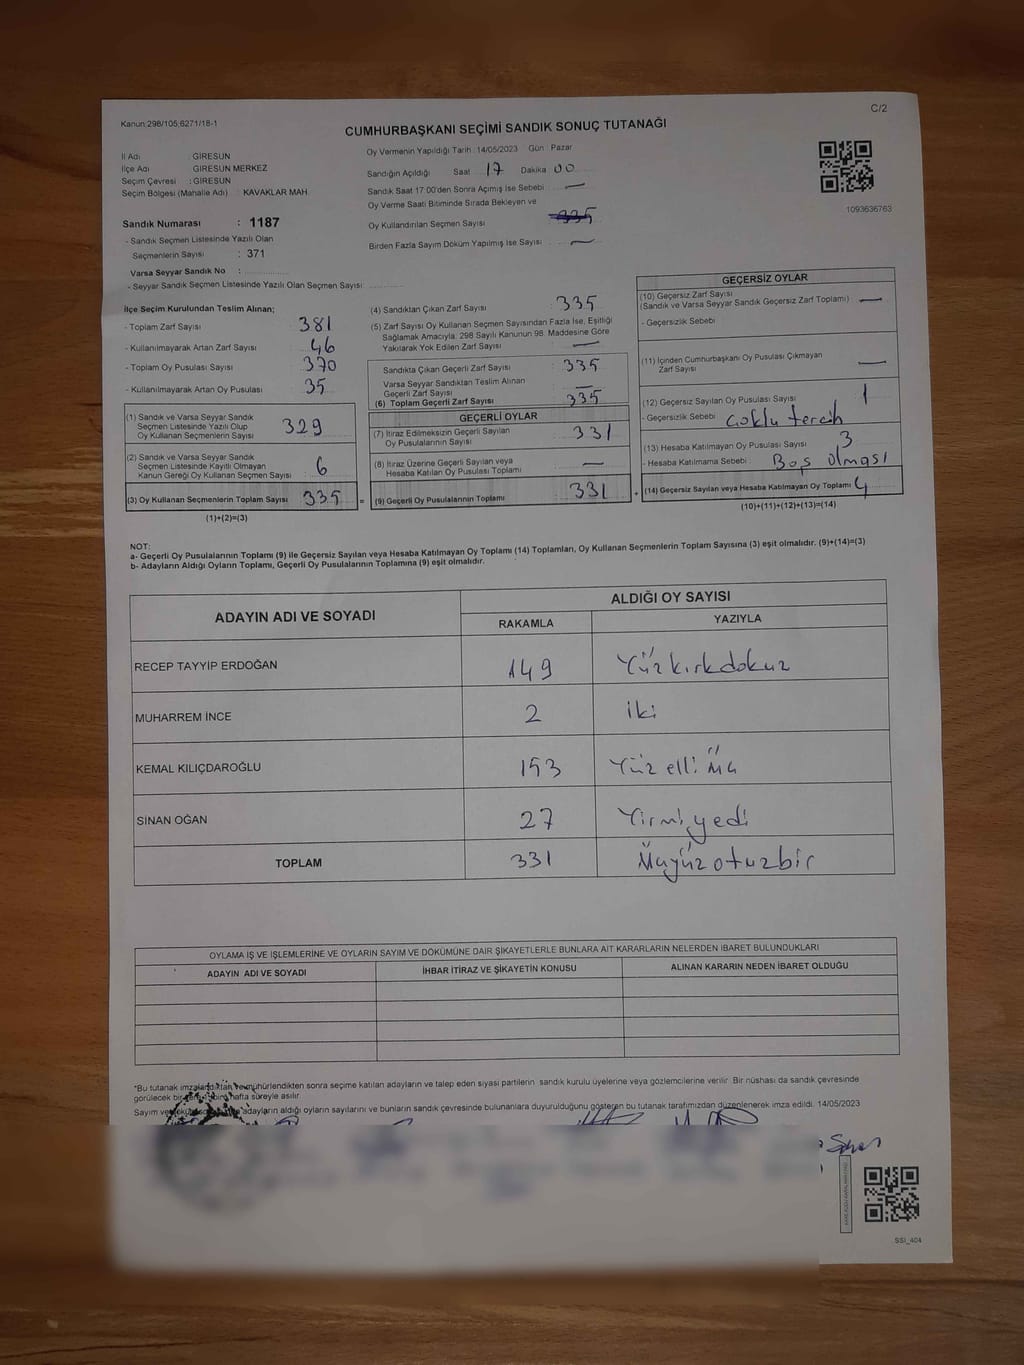 C/2
Kanun:298/105;6271/18-1
CUMHURBAŞKANI SEÇİMİ SANDIK SONUÇ TUTANAĞI
İl Adı : GİRESUN
İlçe Adı GİRESUN MERKEZ
Seçim Çevresi : GİRESUN
Seçim Bölgesi (Mahalle Adı) : KAVAKLAR MAH.
Sandık Numarası : 1187
- Sandık Seçmen Listesinde Yazılı Olan
Seçmenlerin Sayısı : 371
Varsa Seyyar Sandık No :
- Seyyar Sandık Seçmen Listesinde Yazılı Olan Seçmen Sayısı:
Oy Vermenin Yapıldığı Tarih : 14/05/2023 Gün : Pazar
Sandığın Açıldığı Saat 17 Dakika 00
Sandık Saat 17:00'den Sonra Açımış İse Sebebi —
Oy Verme Saati Bitiminde Sırada Bekleyen ve
Oy Kullandırılan Seçmen Sayısı 335
Birden Fazla Sayım Döküm Yapılmış İse Sayısı —
1093636763
İlçe Seçim Kurulundan Teslim Alınan;
- Toplam Zarf Sayısı : 381
- Kullanılmayarak Artan Zarf Sayısı : 46
- Toplam Oy Pusulası Sayısı : 370
- Kullanılmayarak Artan Oy Pusulası : 35
(1) Sandık ve Varsa Seyyar Sandık
Seçmen Listesinde Yazılı Olup
Oy Kullanan Seçmenlerin Sayısı 329
(2) Sandık ve Varsa Seyyar Sandık
Seçmen Listesinde Kayıtlı Olmayan
Kanun Gereği Oy Kullanan Seçmen Sayısı 6
(3) Oy Kullanan Seçmenlerin Toplam Sayısı 335 =
(1)+(2)=(3)
(4) Sandıktan Çıkan Zarf Sayısı : 335
(5) Zarf Sayısı Oy Kullanan Seçmen Sayısından Fazla İse, Eşitliği
Sağlamak Amacıyla; 298 Sayılı Kanunun 98. Maddesine Göre
Yakılarak Yok Edilen Zarf Sayısı —
Sandıkta Çıkan Geçerli Zarf Sayısı : 335
Varsa Seyyar Sandıktan Teslim Alınan
Geçerli Zarf Sayısı —
(6) Toplam Geçerli Zarf Sayısı 335
GEÇERLİ OYLAR
(7) İtiraz Edilmeksizin Geçerli Sayılan
Oy Pusulalarının Sayısı 331
(8) İtiraz Üzerine Geçerli Sayılan veya
Hesaba Katılan Oy Pusulası Toplamı —
(9) Geçerli Oy Pusulalarının Toplamı 331 +
GEÇERSİZ OYLAR
(10) Geçersiz Zarf Sayısı
(Sandık ve Varsa Seyyar Sandık Geçersiz Zarf Toplamı) —
- Geçersizlik Sebebi
(11) İçinden Cumhurbaşkanı Oy Pusulası Çıkmayan
Zarf Sayısı —
(12) Geçersiz Sayılan Oy Pusulası Sayısı 1
- Geçersizlik Sebebi çoklu tercih
(13) Hesaba Katılmayan Oy Pusulası Sayısı 3
- Hesaba Katılmama Sebebi : Boş olması
(14) Geçersiz Sayılan veya Hesaba Katılmayan Oy Toplamı 4
(10)+(11)+(12)+(13)=(14)
NOT:
a- Geçerli Oy Pusulalarının Toplamı (9) ile Geçersiz Sayılan veya Hesaba Katılmayan Oy Toplamı (14) Toplamları, Oy Kullanan Seçmenlerin Toplam Sayısına (3) eşit olmalıdır. (9)+(14)=(3)
b- Adayların Aldığı Oyların Toplamı, Geçerli Oy Pusulalarının Toplamına (9) eşit olmalıdır.
ADAYIN ADI VE SOYADI
ALDIĞI OY SAYISI
RAKAMLA YAZIYLA
RECEP TAYYİP ERDOĞAN 149 Yüzkırkdokuz
MUHARREM İNCE 2 iki
KEMAL KILIÇDAROĞLU 153 Yüz elli üç
SİNAN OĞAN 27 Yirmiyedi
TOPLAM 331 Üçyüzotuzbir
OYLAMA İŞ VE İŞLEMLERİNE VE OYLARIN SAYIM VE DÖKÜMÜNE DAİR ŞİKAYETLERLE BUNLARA AİT KARARLARIN NELERDEN İBARET BULUNDUKLARI
ADAYIN ADI VE SOYADI İHBAR İTİRAZ VE ŞİKAYETİN KONUSU ALINAN KARARIN NEDEN İBARET OLDUĞU
*Bu tutanak imzalandıktan ve mühürlendikten sonra seçime katılan adayların ve talep eden siyasi partilerin sandık kurulu üyelerine veya gözlemcilerine verilir. Bir nüshası da sandık çevresinde
görülecek bir yere bir hafta süreyle asılır.
Sayım ve adayların aldığı oyların sayılarını ve bunların sandık çevresinde bulunanlara duyurulduğunu gösteren bu tutanak tarafımızdan düzenlenerek imza edildi. 14/05/2023
SSI_404